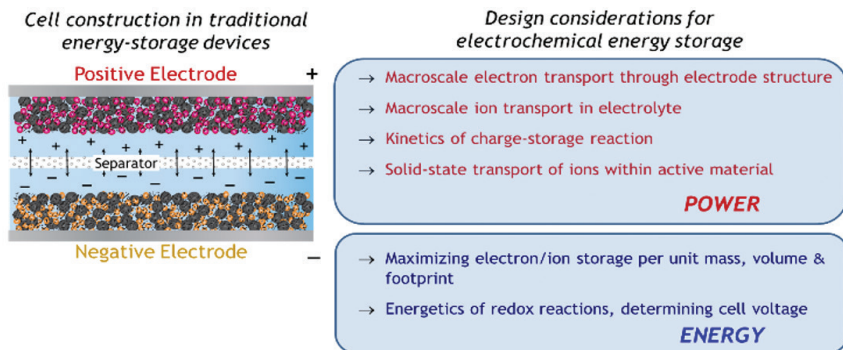 Cell construction in traditional
energy-storage devices
Positive Electrode +
+ + + + + + + +
Separator
− − − − − − −
Negative Electrode −
Design considerations for
electrochemical energy storage
→ Macroscale electron transport through electrode structure
→ Macroscale ion transport in electrolyte
→ Kinetics of charge-storage reaction
→ Solid-state transport of ions within active material
POWER
→ Maximizing electron/ion storage per unit mass, volume &
footprint
→ Energetics of redox reactions, determining cell voltage
ENERGY